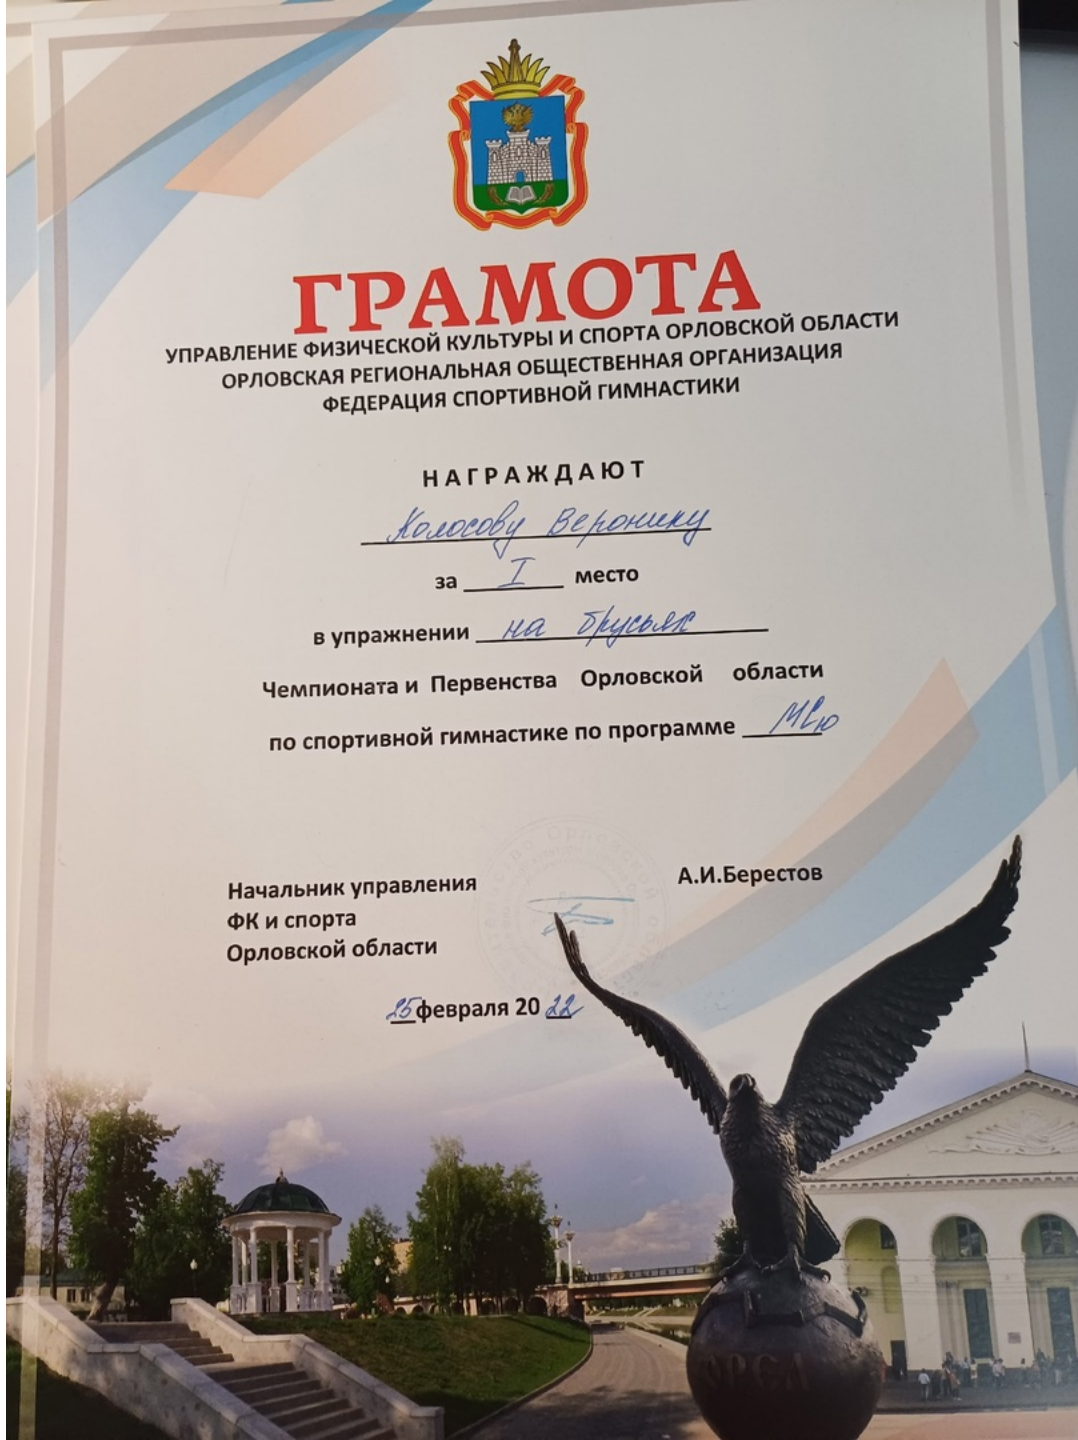 ГРАМОТА
УПРАВЛЕНИЕ ФИЗИЧЕСКОЙ КУЛЬТУРЫ И СПОРТА ОРЛОВСКОЙ ОБЛАСТИ
ОРЛОВСКАЯ РЕГИОНАЛЬНАЯ ОБЩЕСТВЕННАЯ ОРГАНИЗАЦИЯ
ФЕДЕРАЦИЯ СПОРТИВНОЙ ГИМНАСТИКИ
НАГРАЖДАЮТ
Колосову Веронику
за I место
в упражнении на брусьях
Чемпионата и Первенства Орловской области
по спортивной гимнастике по программе МСю
Начальник управления А.И.Берестов
ФК и спорта
Орловской области
25 февраля 2022
ОРЕЛ